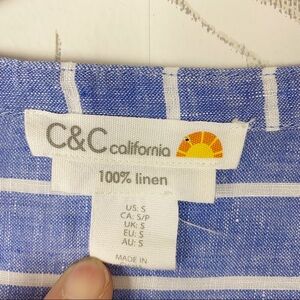 C&C california
100% linen
US: S
CA: S/P
UK: S
EU: S
AU: S
MADE IN